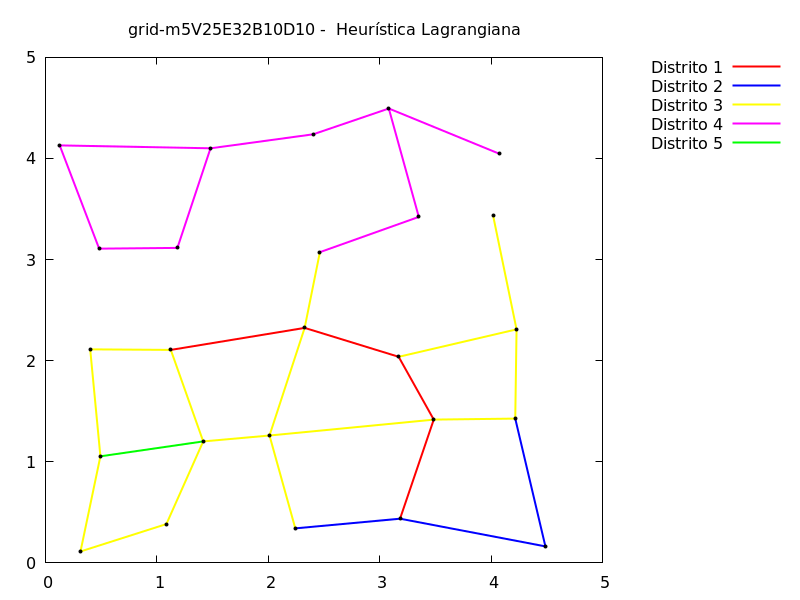 grid-m5V25E32B10D10 -  Heurística Lagrangiana
Distrito 1
Distrito 2
Distrito 3
Distrito 4
Distrito 5
5
4
3
2
1
0
0 1 2 3 4 5